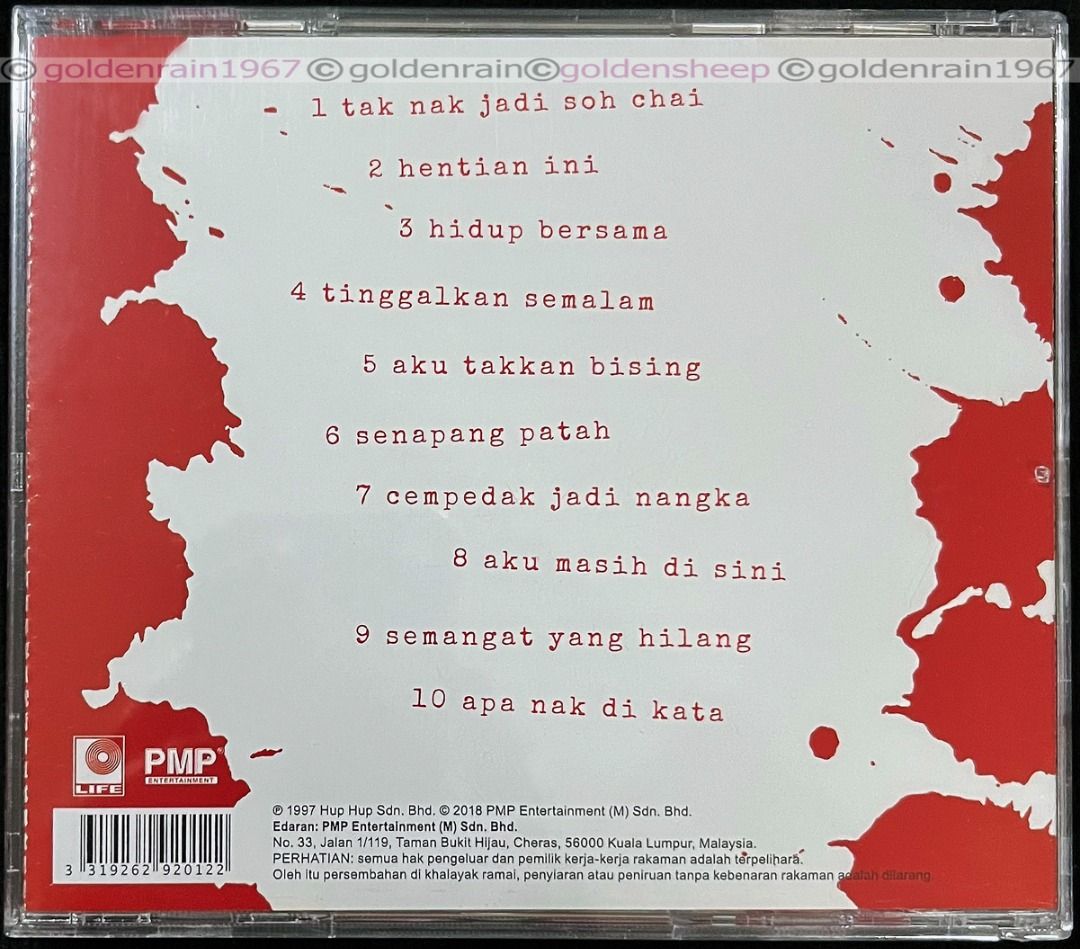 © goldenrain1967 © goldenrain©goldensheep © goldenrain1967
1 tak nak jadi soh chai
2 hentian ini
3 hidup bersama
4 tinggalkan semalam
5 aku takkan bising
6 senapang patah
7 cempedak jadi nangka
8 aku masih di sini
9 semangat yang hilang
10 apa nak di kata
LIFE
PMP®
ENTERTAINMENT
℗ 1997 Hup Hup Sdn. Bhd. © 2018 PMP Entertainment (M) Sdn. Bhd.
Edaran: PMP Entertainment (M) Sdn. Bhd.
No. 33, Jalan 1/119, Taman Bukit Hijau, Cheras, 56000 Kuala Lumpur, Malaysia.
PERHATIAN: semua hak pengeluar dan pemilik kerja-kerja rakaman adalah terpelihara.
Oleh itu persembahan di khalayak ramai, penyiaran atau peniruan tanpa kebenaran rakaman adalah dilarang.
3 319262 920122